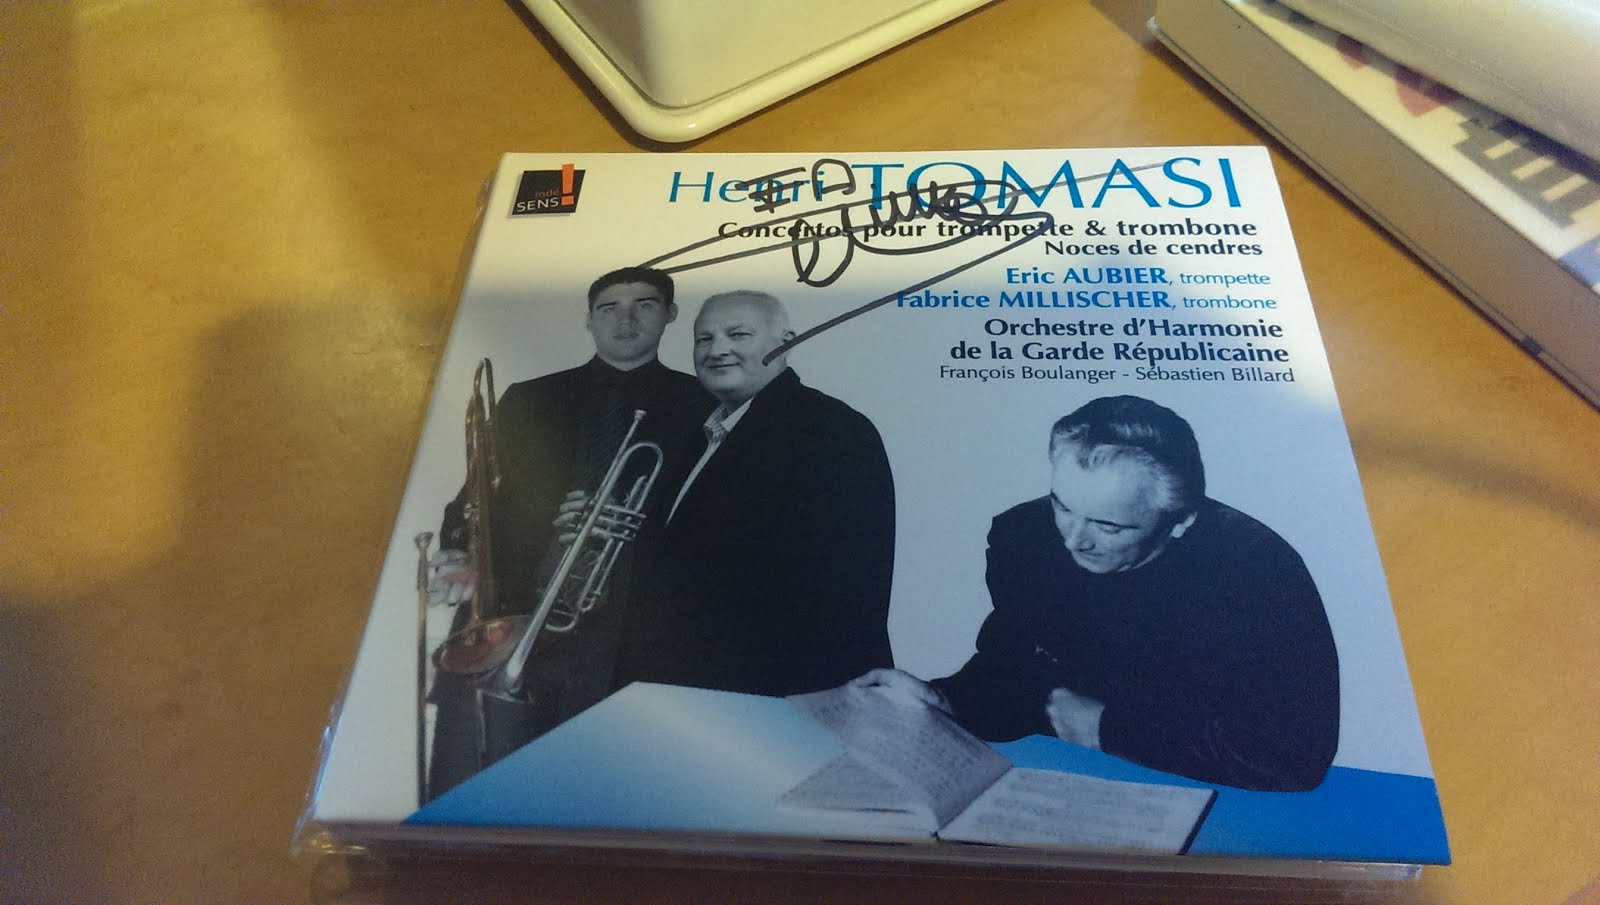 indé
SENS!
Henri TOMASI
Concertos pour trompette & trombone
Noces de cendres
Eric AUBIER, trompette
Fabrice MILLISCHER, trombone
Orchestre d'Harmonie
de la Garde Républicaine
François Boulanger - Sébastien Billard